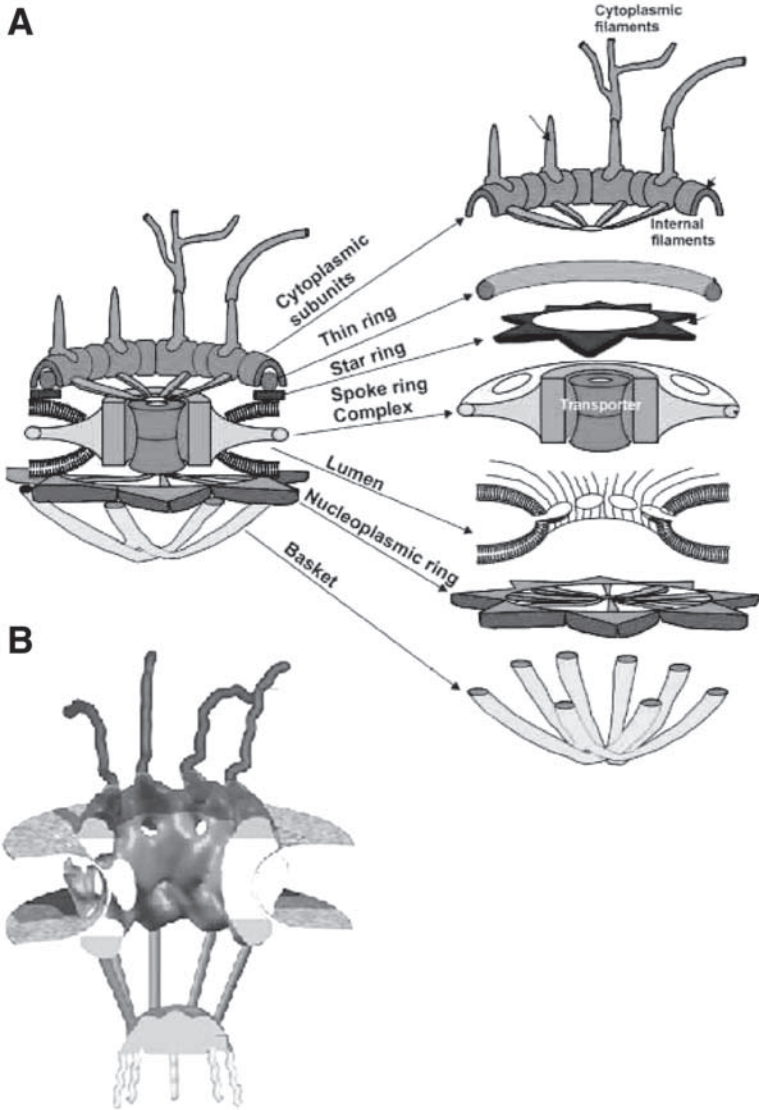 A
Cytoplasmic
filaments
Internal
filaments
Cytoplasmic
subunits
Thin ring
Star ring
Spoke ring
Complex
Transporter
Lumen
Nucleoplasmic ring
Basket
B